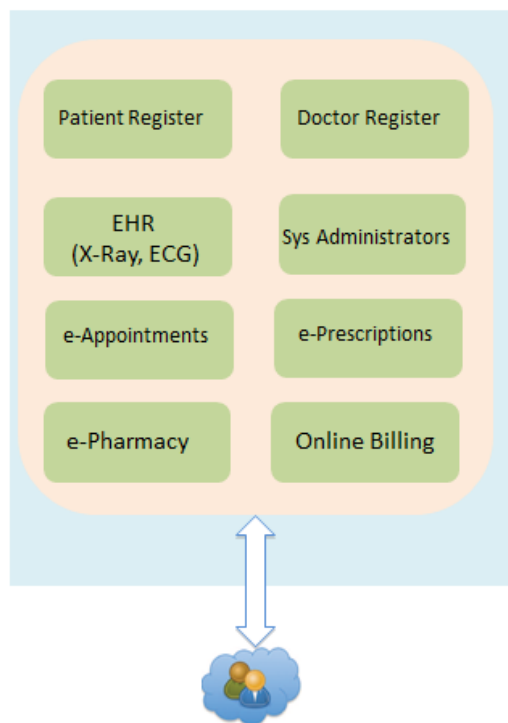 Patient Register
Doctor Register
EHR
(X-Ray, ECG)
Sys Administrators
e-Appointments
e-Prescriptions
e-Pharmacy
Online Billing